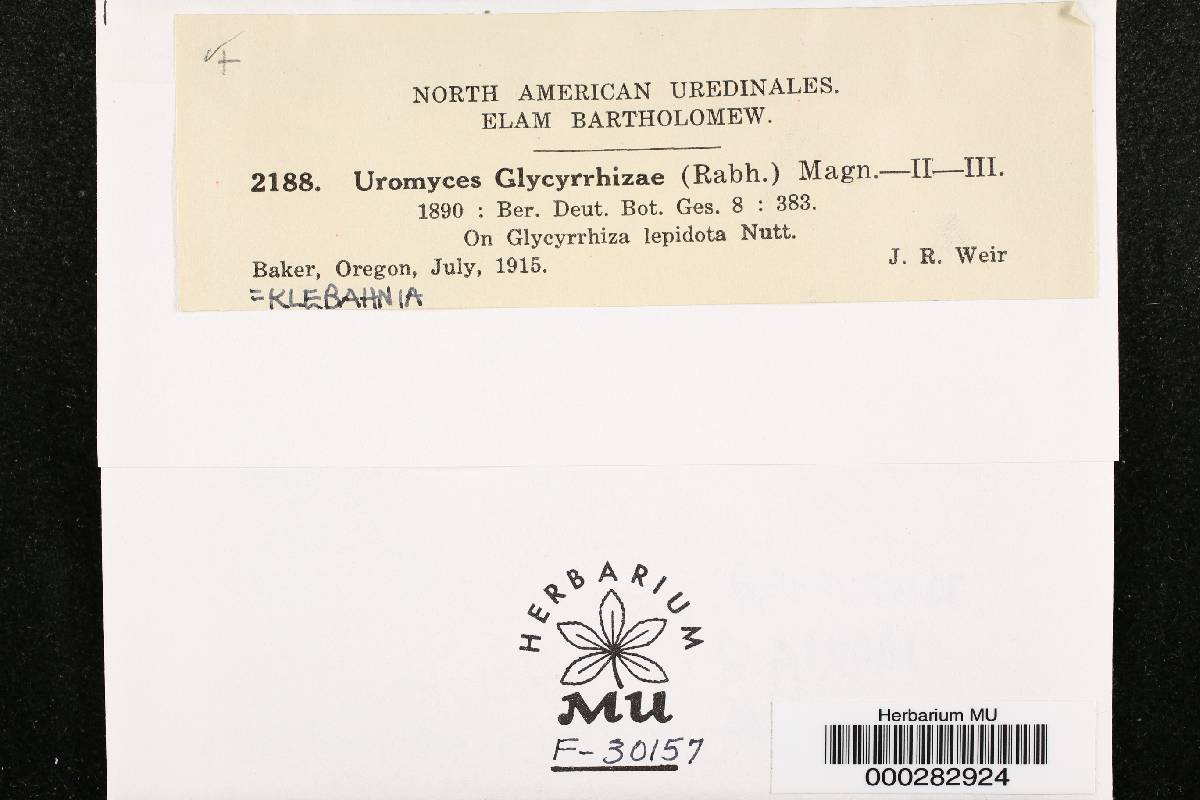 NORTH AMERICAN UREDINALES.
ELAM BARTHOLOMEW.
2188. Uromyces Glycyrrhizae (Rabh.) Magn.—II—III.
1890 : Ber. Deut. Bot. Ges. 8 : 383.
On Glycyrrhiza lepidota Nutt.
Baker, Oregon, July, 1915. J. R. Weir
=KLEBAHNIA
HERBARIUM
MU
F-30157
Herbarium MU
000282924